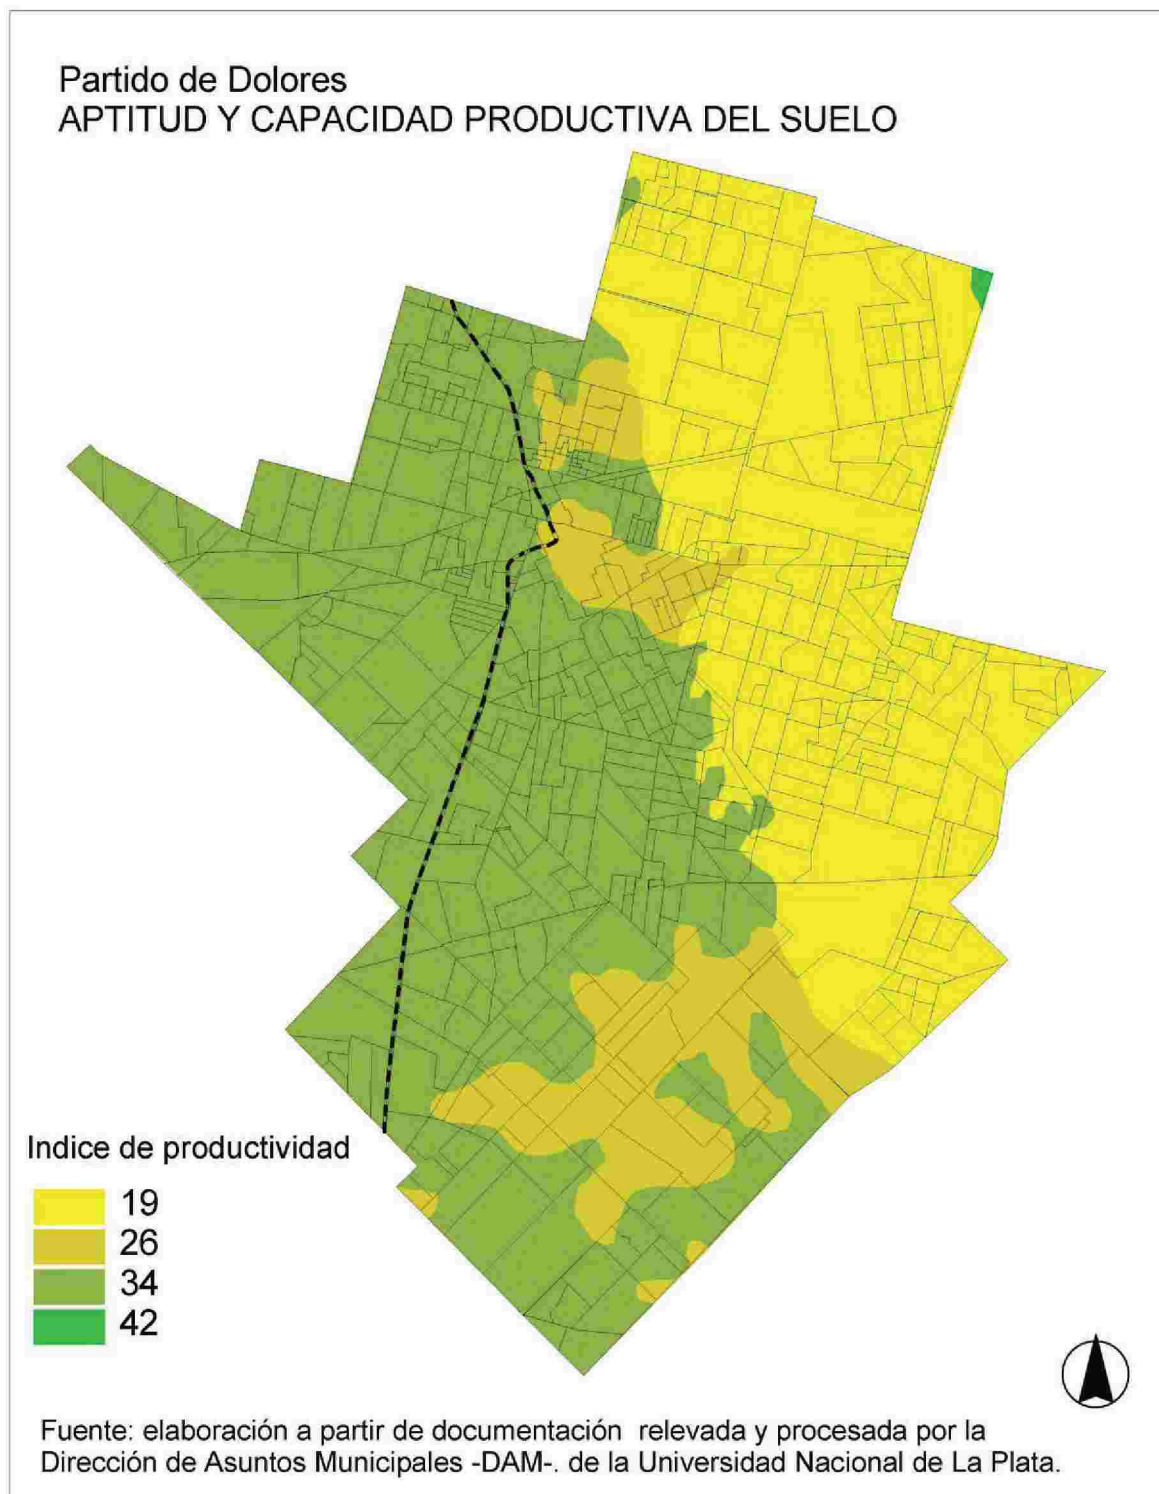 Partido de Dolores
APTITUD Y CAPACIDAD PRODUCTIVA DEL SUELO
Indice de productividad
19
26
34
42
Fuente: elaboración a partir de documentación relevada y procesada por la
Dirección de Asuntos Municipales -DAM-. de la Universidad Nacional de La Plata.